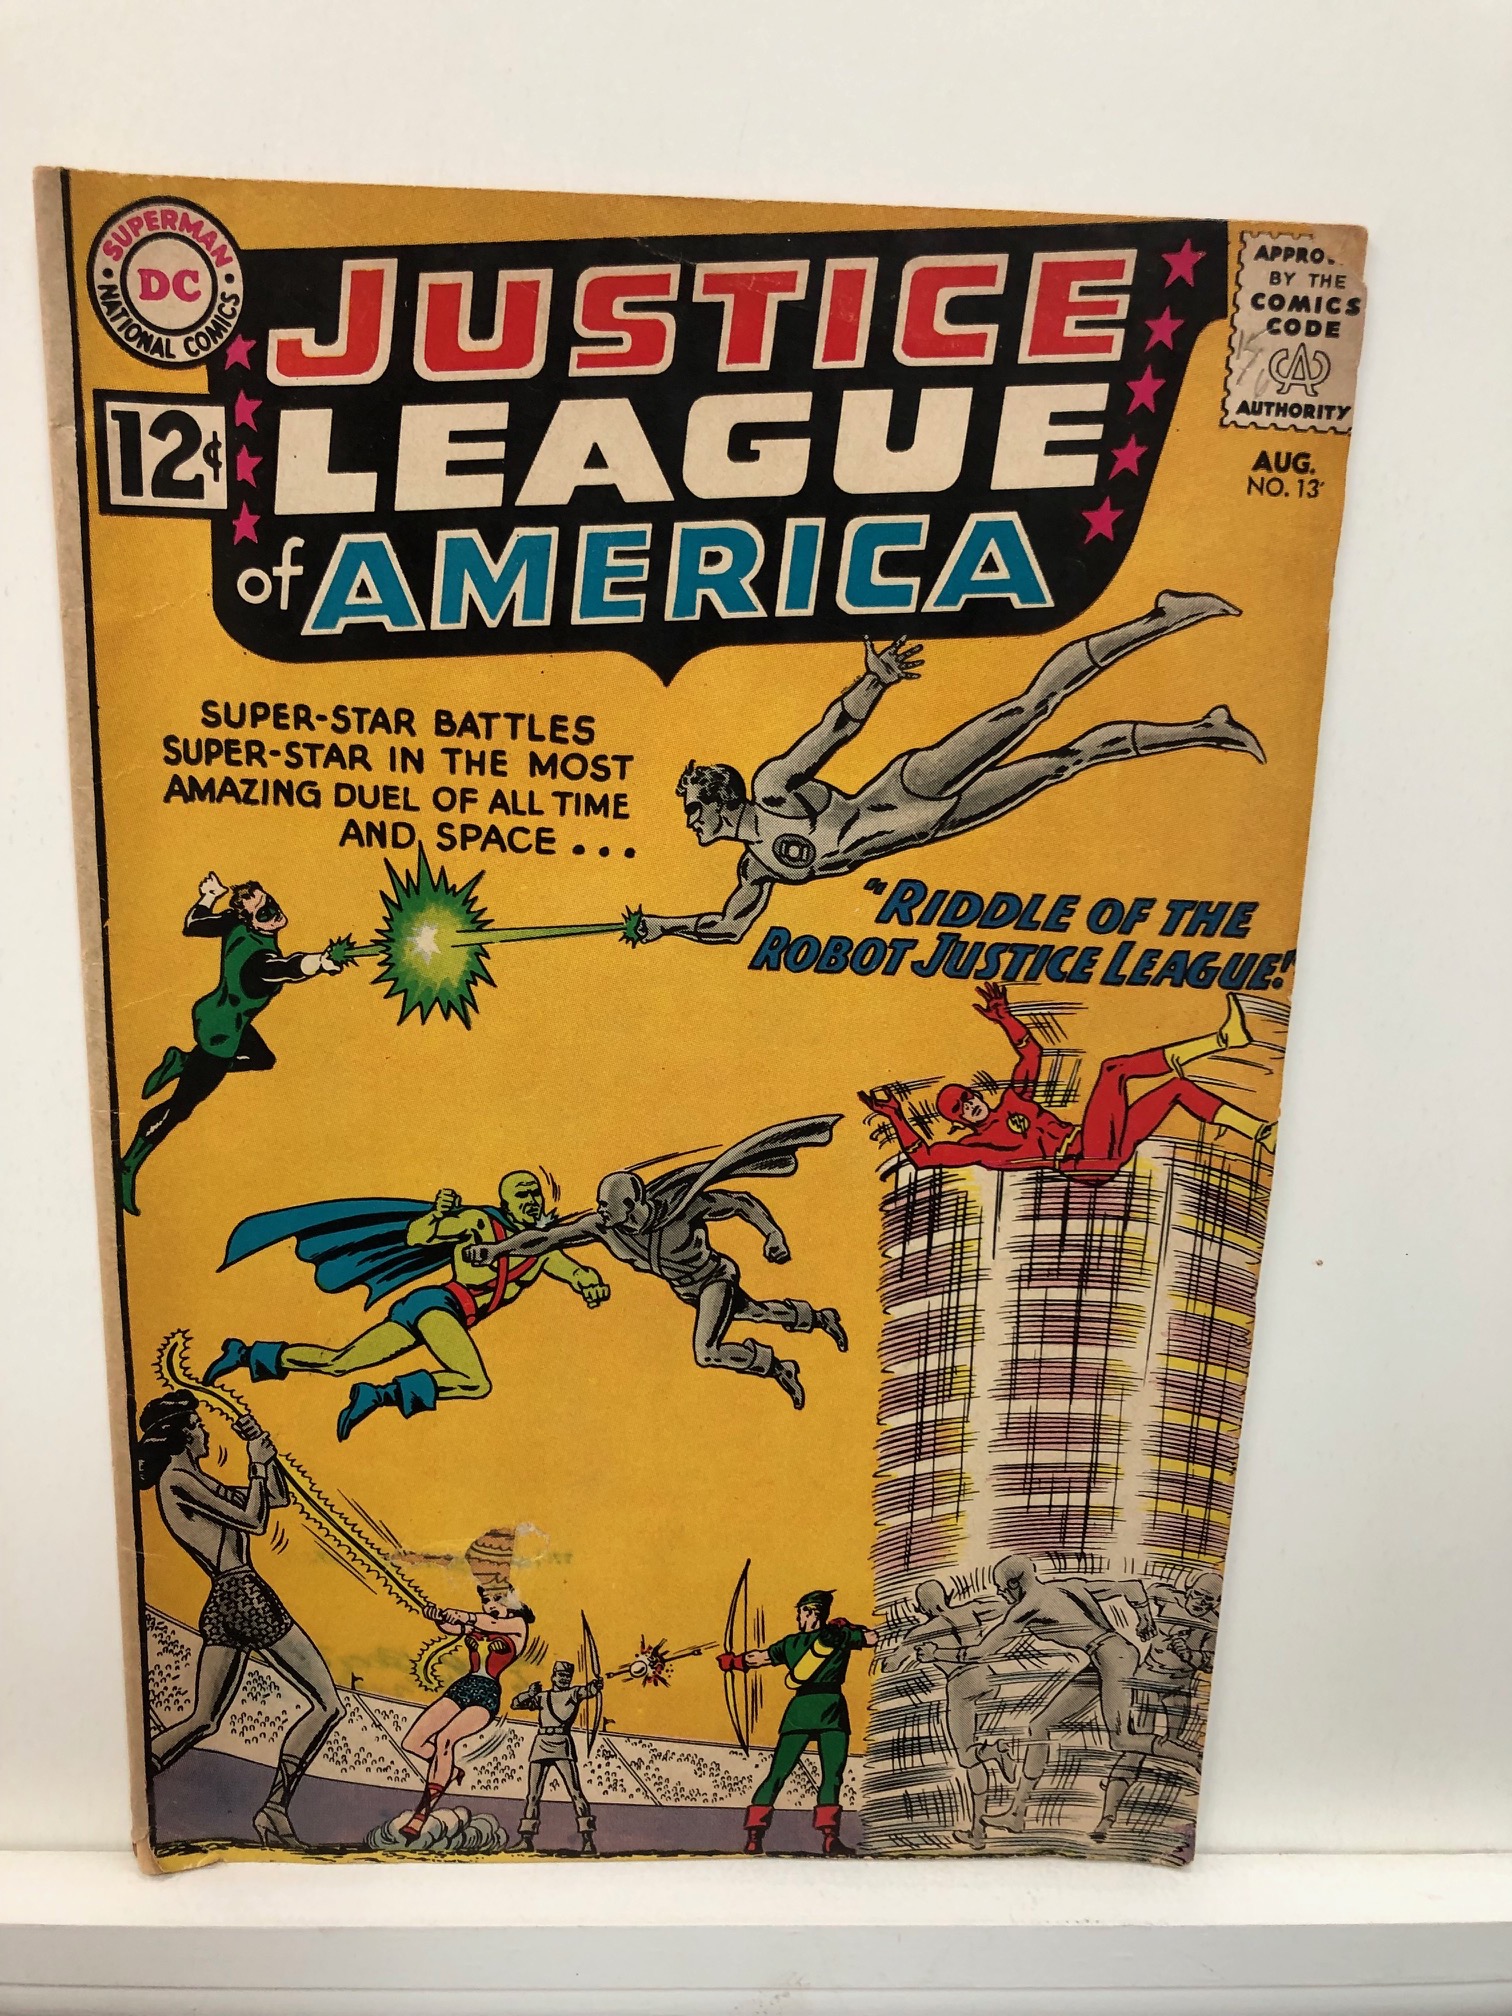 SUPERMAN
DC
NATIONAL COMICS
12¢
JUSTICE
LEAGUE
of AMERICA
BY THE
COMICS
CODE
CA
AUTHORITY
AUG.
NO. 13
SUPER-STAR BATTLES
SUPER-STAR IN THE MOST
AMAZING DUEL OF ALL TIME
AND SPACE...
"RIDDLE OF THE
ROBOT JUSTICE LEAGUE!"